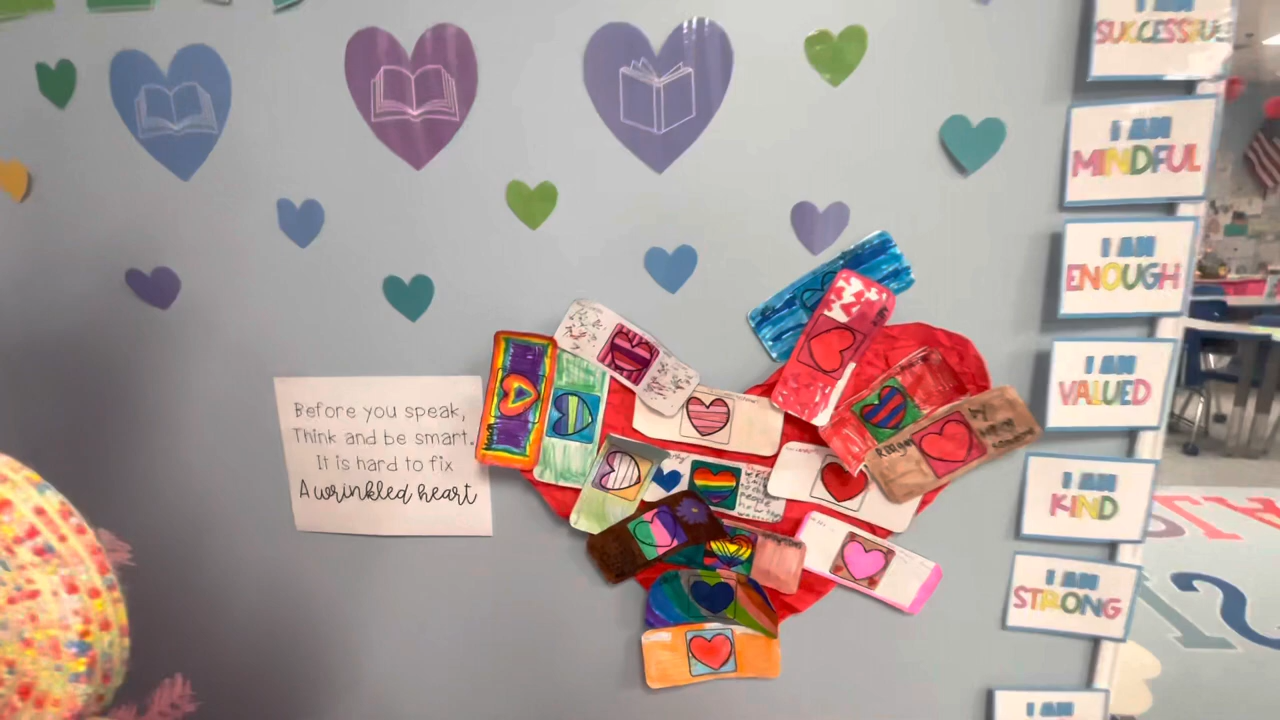 Before you speak,
Think and be smart.
It is hard to fix
A wrinkled heart
I AM
SUCCESSFUL
I AM
MINDFUL
I AM
ENOUGH
I AM
VALUED
I AM
KIND
I AM
STRONG
I AM